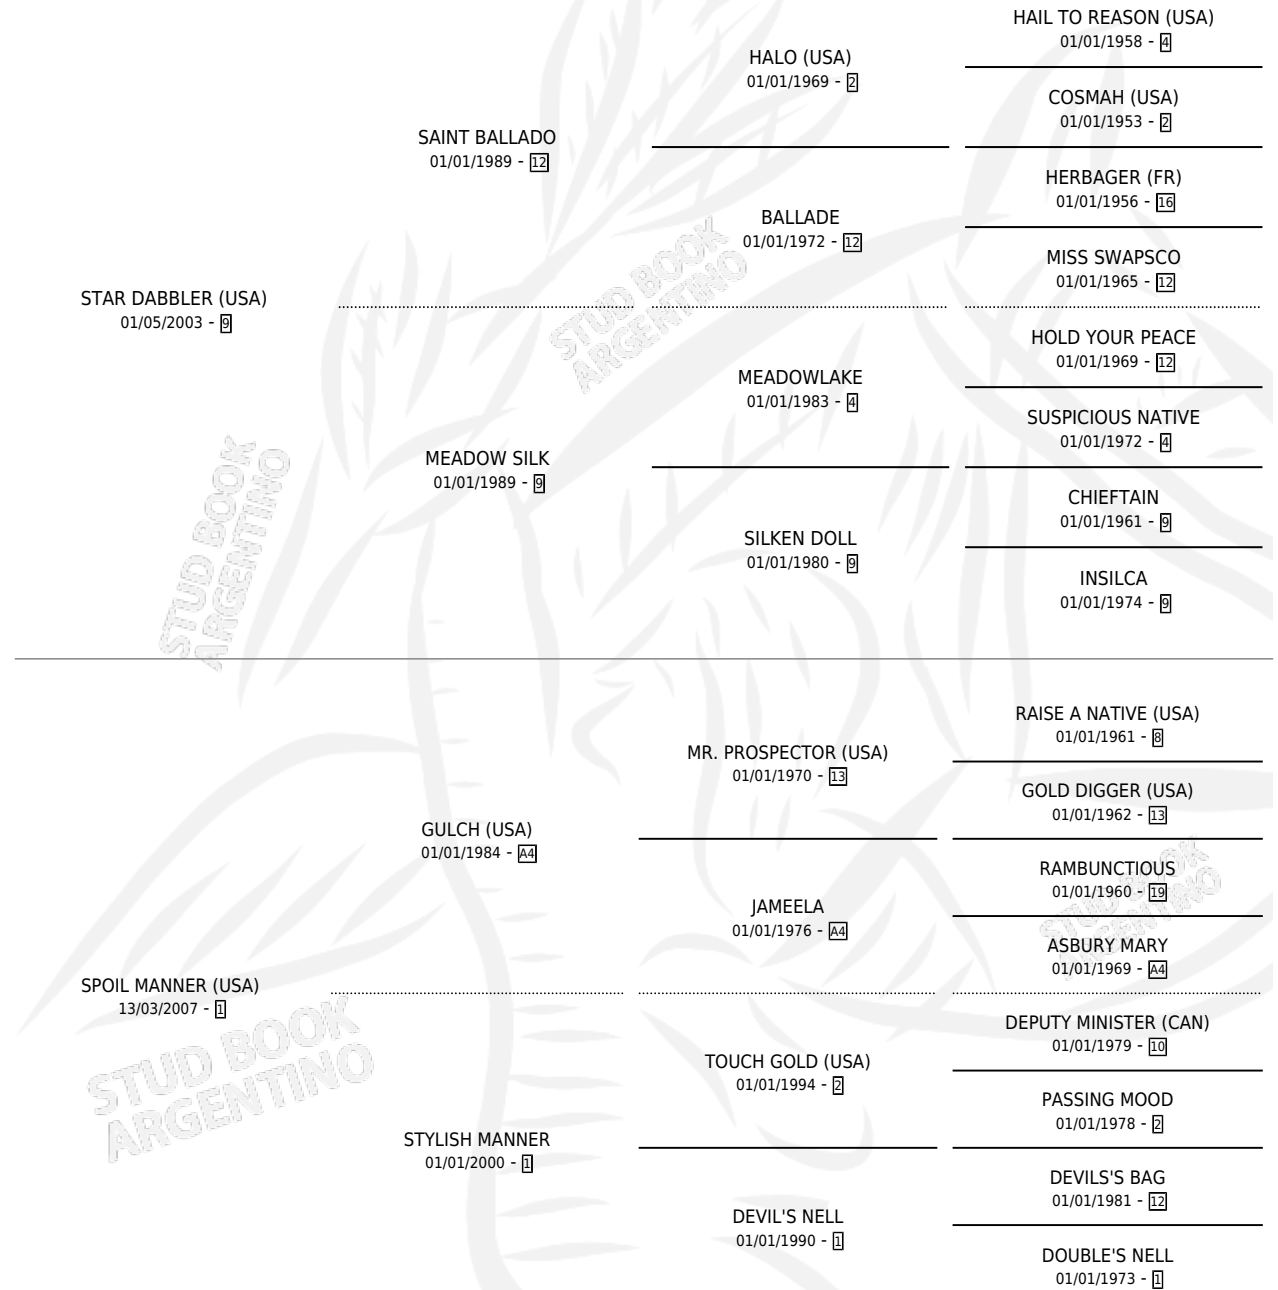 HAIL TO REASON (USA)
01/01/1958 - 4
HALO (USA)
01/01/1969 - 2
COSMAH (USA)
01/01/1953 - 2
SAINT BALLADO
01/01/1989 - 12
HERBAGER (FR)
01/01/1956 - 16
BALLADE
01/01/1972 - 12
MISS SWAPSCO
01/01/1965 - 12
STAR DABBLER (USA)
01/05/2003 - 9
HOLD YOUR PEACE
01/01/1969 - 12
MEADOWLAKE
01/01/1983 - 4
SUSPICIOUS NATIVE
01/01/1972 - 4
MEADOW SILK
01/01/1989 - 9
CHIEFTAIN
01/01/1961 - 9
SILKEN DOLL
01/01/1980 - 9
INSILCA
01/01/1974 - 9
RAISE A NATIVE (USA)
01/01/1961 - 8
MR. PROSPECTOR (USA)
01/01/1970 - 13
GOLD DIGGER (USA)
01/01/1962 - 13
GULCH (USA)
01/01/1984 - A4
RAMBUNCTIOUS
01/01/1960 - 19
JAMEELA
01/01/1976 - A4
ASBURY MARY
01/01/1969 - A4
SPOIL MANNER (USA)
13/03/2007 - 1
DEPUTY MINISTER (CAN)
01/01/1979 - 10
TOUCH GOLD (USA)
01/01/1994 - 2
PASSING MOOD
01/01/1978 - 2
STYLISH MANNER
01/01/2000 - 1
DEVILS'S BAG
01/01/1981 - 12
DEVIL'S NELL
01/01/1990 - 1
DOUBLE'S NELL
01/01/1973 - 1
STUD BOOK
ARGENTINO
STUD BOOK
ARGENTINO
STUD BOOK
ARGENTINO
STUD BOOK
ARGENTINO